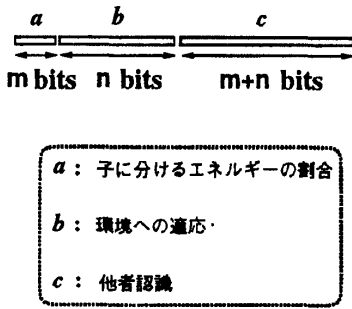 a b c
m bits n bits m+n bits
a : 子に分けるエネルギーの割合
b : 環境への適応
c : 他者認識